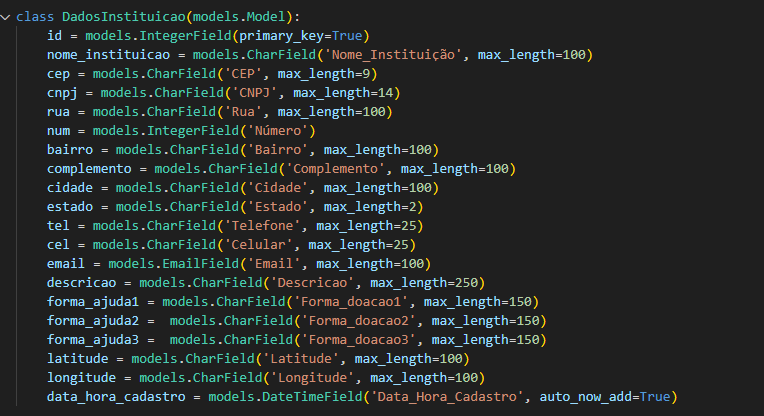 class DadosInstituicao(models.Model):
    id = models.IntegerField(primary_key=True)
    nome_instituicao = models.CharField('Nome_Instituição', max_length=100)
    cep = models.CharField('CEP', max_length=9)
    cnpj = models.CharField('CNPJ', max_length=14)
    rua = models.CharField('Rua', max_length=100)
    num = models.IntegerField('Número')
    bairro = models.CharField('Bairro', max_length=100)
    complemento = models.CharField('Complemento', max_length=100)
    cidade = models.CharField('Cidade', max_length=100)
    estado = models.CharField('Estado', max_length=2)
    tel = models.CharField('Telefone', max_length=25)
    cel = models.CharField('Celular', max_length=25)
    email = models.EmailField('Email', max_length=100)
    descricao = models.CharField('Descricao', max_length=250)
    forma_ajuda1 = models.CharField('Forma_doacao1', max_length=150)
    forma_ajuda2 =  models.CharField('Forma_doacao2', max_length=150)
    forma_ajuda3 =  models.CharField('Forma_doacao3', max_length=150)
    latitude = models.CharField('Latitude', max_length=100)
    longitude = models.CharField('Longitude', max_length=100)
    data_hora_cadastro = models.DateTimeField('Data_Hora_Cadastro', auto_now_add=True)